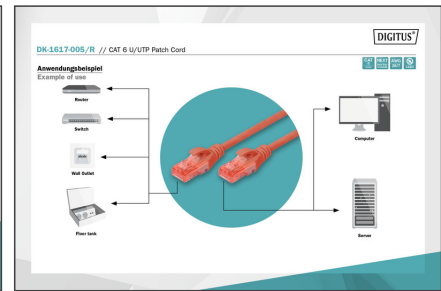 DIGITUS®
DK-1617-005/R // CAT 6 U/UTP Patch Cord
Anwendungsbeispiel
Example of use
Router
Switch
Wall Outlet
Floor tank
Computer
Server